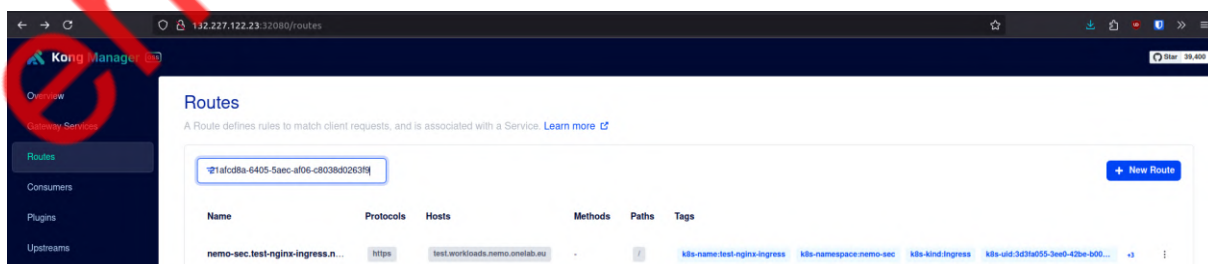 132.227.122.23:32080/routes
Kong Manager OSS
Star 39,400
Overview
Gateway Services
Routes
Consumers
Plugins
Upstreams
Routes
A Route defines rules to match client requests, and is associated with a Service. Learn more
21afcd8a-6405-5aec-af06-c8038d0263f9
+ New Route
Name Protocols Hosts Methods Paths Tags
nemo-sec.test-nginx-ingress.n... https test.workloads.nemo.onelab.eu - / k8s-name:test-nginx-ingress k8s-namespace:nemo-sec k8s-kind:Ingress k8s-uid:3d3fa055-3ee0-42be-b00... +3